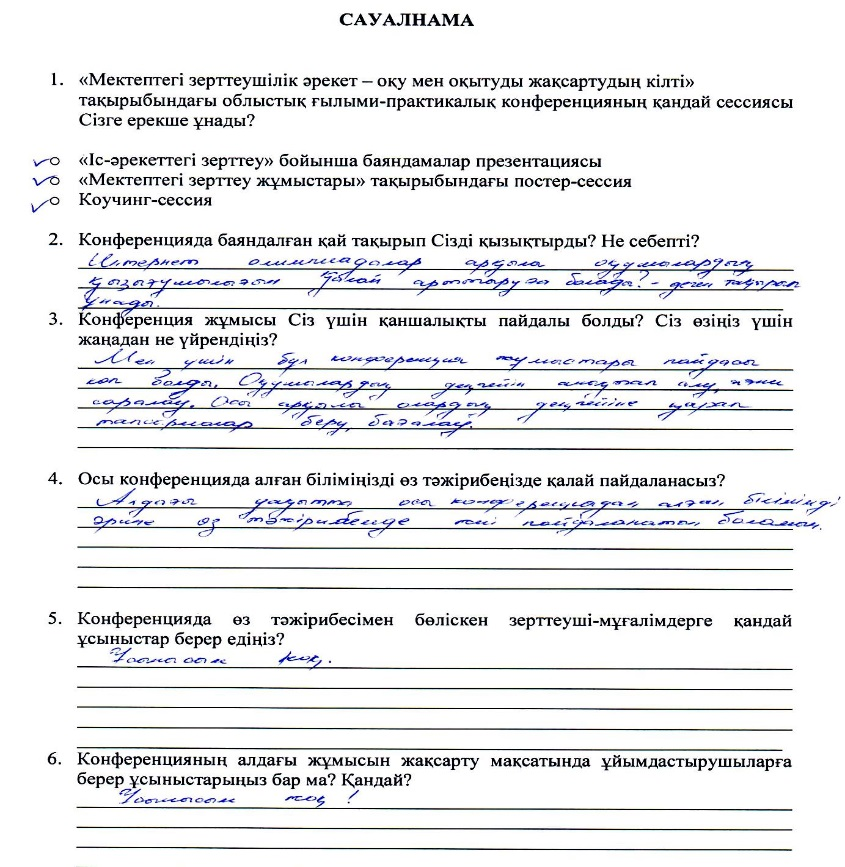 САУАЛНАМА
1. «Мектептегі зерттеушілік әрекет – оқу мен оқытуды жақсартудың кілті»
тақырыбындағы облыстық ғылыми-практикалық конференцияның қандай сессиясы
Сізге ерекше ұнады?
«Іс-әрекеттегі зерттеу» бойынша баяндамалар презентациясы
«Мектептегі зерттеу жұмыстары» тақырыбындағы постер-сессия
Коучинг-сессия
2. Конференцияда баяндалған қай тақырып Сізді қызықтырды? Не себепті?
Интернет олимпиадалар арқылы оқушылардың
қызығушылығын қалай арттыруға болады? - деген тақырып
ұнады.
3. Конференция жұмысы Сіз үшін қаншалықты пайдалы болды? Сіз өзіңіз үшін
жаңадан не үйрендіңіз?
Мен үшін бұл конференция жұмыстары пайдасы
көп болды. Оқушылардың деңгейін анықтап алу, және
саралау. Осы арқылы олардың деңгейіне қарап
тапсырмалар беру, бағалау.
4. Осы конференцияда алған біліміңізді өз тәжірибеңізде қалай пайдаланасыз?
Алдағы уақытта осы конференциядан алған білімімді
әрине өз тәжірибемде пайдаланатын боламын.
5. Конференцияда өз тәжірибесімен бөліскен зерттеуші-мұғалімдерге қандай
ұсыныстар берер едіңіз?
Ұсынысым жоқ.
6. Конференцияның алдағы жұмысын жақсарту мақсатында ұйымдастырушыларға
берер ұсыныстарыңыз бар ма? Қандай?
Ұсынысым жоқ!